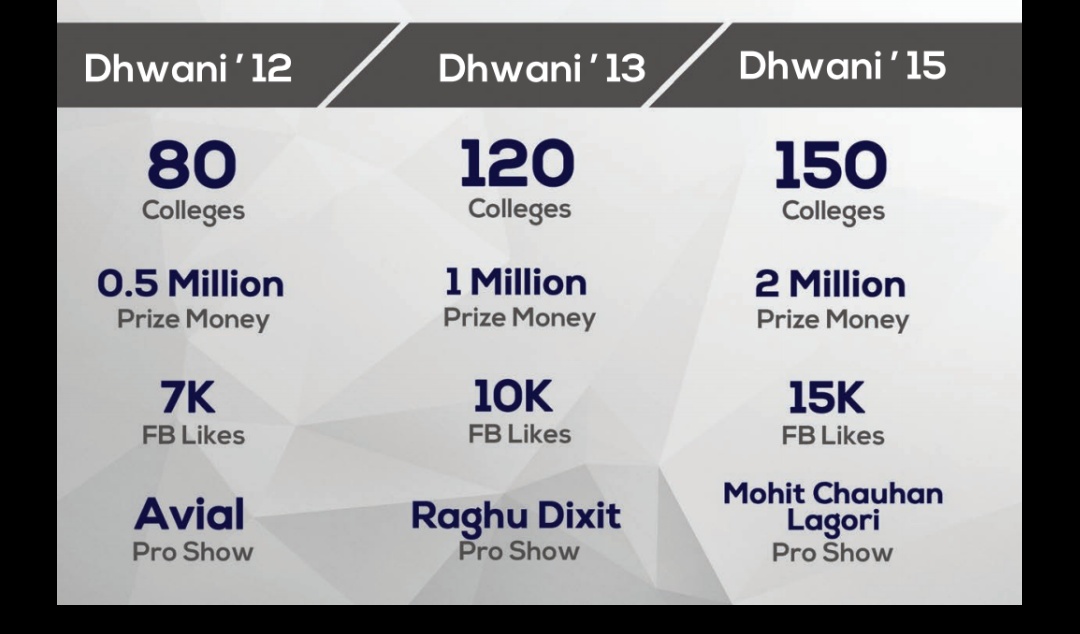 Dhwani '12
Dhwani '13
Dhwani '15
80
Colleges
120
Colleges
150
Colleges
0.5 Million
Prize Money
1 Million
Prize Money
2 Million
Prize Money
7K
FB Likes
10K
FB Likes
15K
FB Likes
Avial
Pro Show
Raghu Dixit
Pro Show
Mohit Chauhan
Lagori
Pro Show